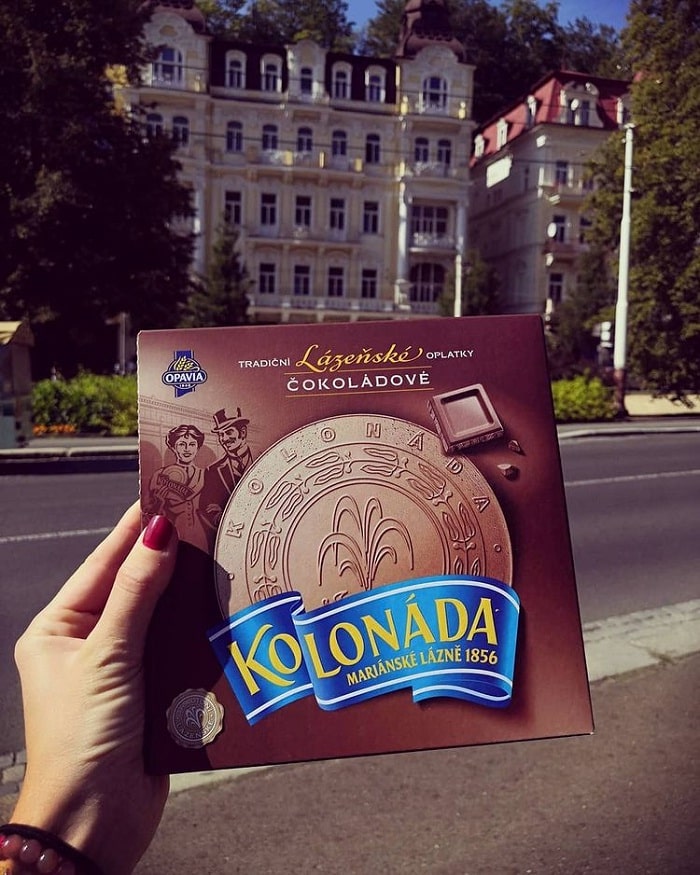 TRADIČNÍ Lázeňské OPLATKY
ČOKOLÁDOVÉ
OPAVIA
KOLONÁDA
KOLONÁDA
MARIÁNSKÉ LÁZNĚ 1856